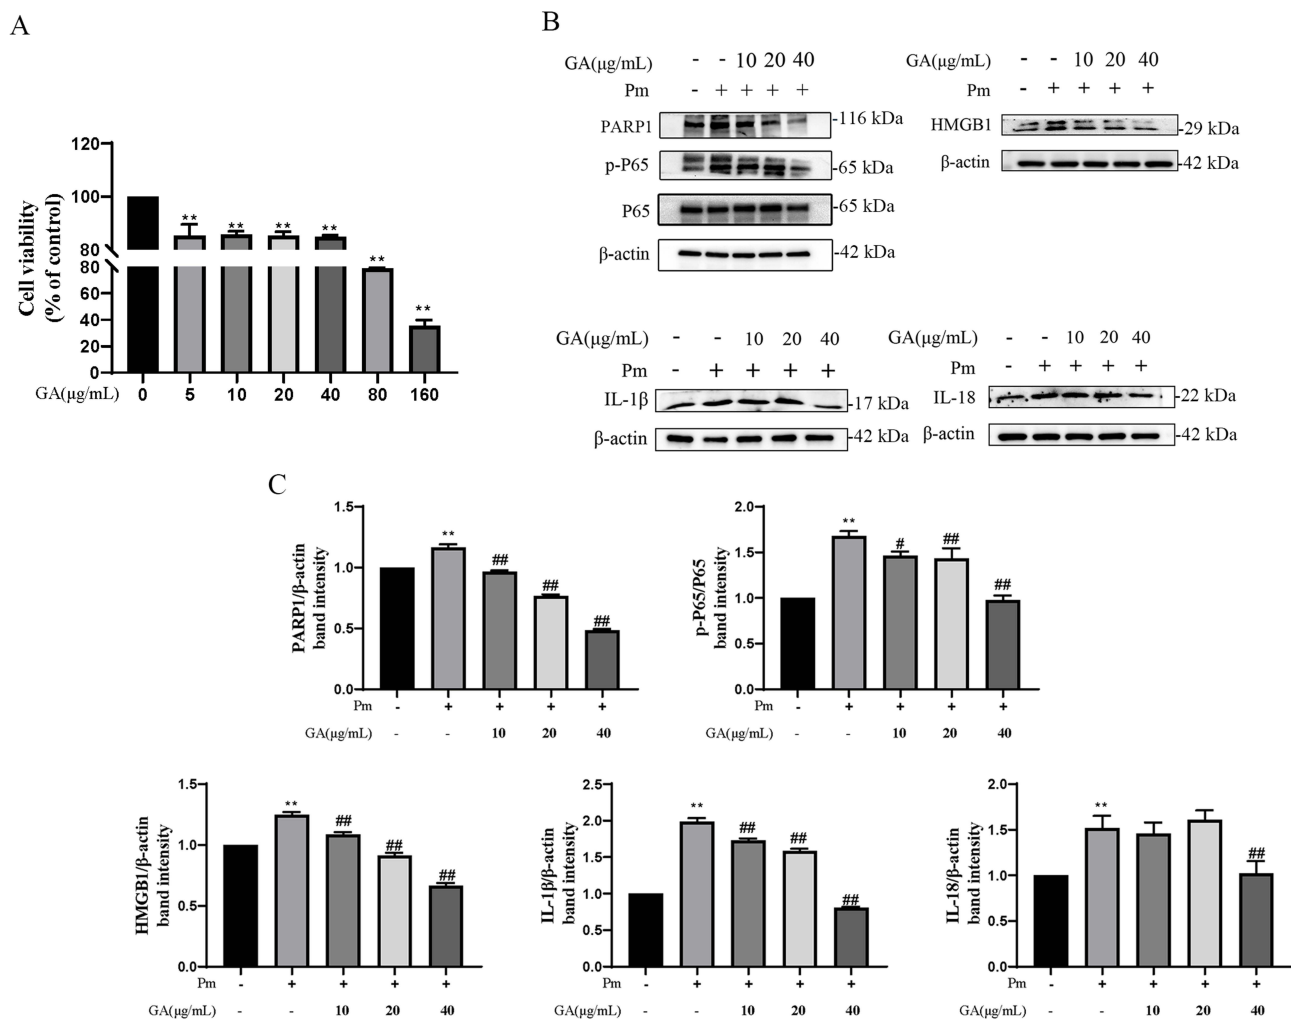 A
120
100
80
80
60
40
20
0
Cell viability
(% of control)
** ** ** ** ** **
GA(μg/mL) 0 5 10 20 40 80 160
B
GA(μg/mL) - - 10 20 40
Pm - + + + +
PARP1 -116 kDa
p-P65 -65 kDa
P65 -65 kDa
β-actin -42 kDa
GA(μg/mL) - - 10 20 40
Pm - + + + +
HMGB1 -29 kDa
β-actin -42 kDa
GA(μg/mL) - - 10 20 40
Pm - + + + +
IL-1β -17 kDa
β-actin -42 kDa
GA(μg/mL) - - 10 20 40
Pm - + + + +
IL-18 -22 kDa
β-actin -42 kDa
C
PARP1/β-actin
band intensity
1.5
1.0
0.5
0.0
** ## ## ##
Pm - + + + +
GA(μg/mL) - - 10 20 40
p-P65/P65
band intensity
2.0
1.5
1.0
0.5
0.0
** # ## ##
Pm - + + + +
GA(μg/mL) - - 10 20 40
HMGB1/β-actin
band intensity
1.5
1.0
0.5
0.0
** ## ## ##
Pm - + + + +
GA(μg/mL) - - 10 20 40
IL-1β/β-actin
band intensity
2.5
2.0
1.5
1.0
0.5
0.0
** ## ## ##
Pm - + + + +
GA(μg/mL) - - 10 20 40
IL-18/β-actin
band intensity
2.0
1.5
1.0
0.5
0.0
** ##
Pm - + + + +
GA(μg/mL) - - 10 20 40